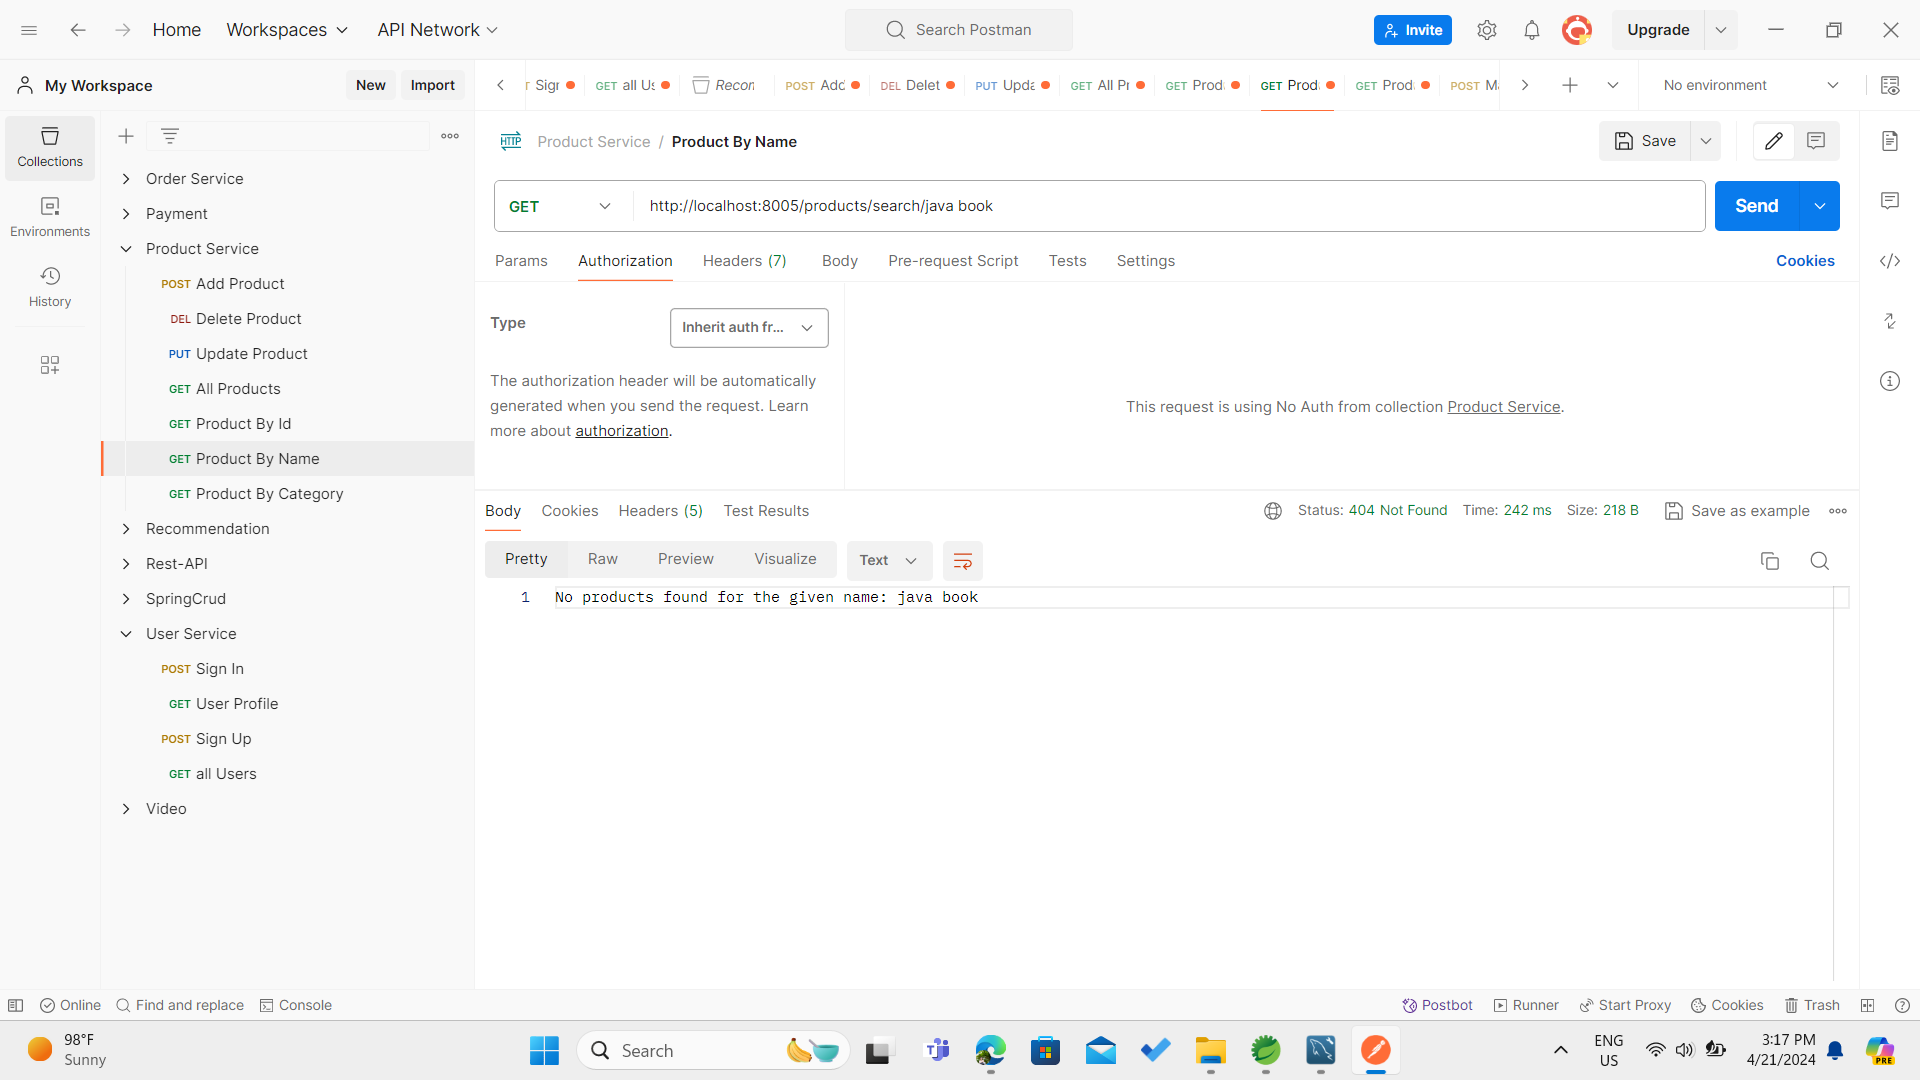 Home Workspaces API Network Search Postman Invite Upgrade
My Workspace New Import Sign GET all Us Recon POST Add DEL Delet PUT Upda GET All Pr GET Prod GET Prod GET Prod POST Ma No environment
Collections
Environments
History
Order Service
Payment
Product Service
POST Add Product
DEL Delete Product
PUT Update Product
GET All Products
GET Product By Id
GET Product By Name
GET Product By Category
Recommendation
Rest-API
SpringCrud
User Service
POST Sign In
GET User Profile
POST Sign Up
GET all Users
Video
HTTP Product Service / Product By Name Save
GET http://localhost:8005/products/search/java book Send
Params Authorization Headers (7) Body Pre-request Script Tests Settings Cookies
Type Inherit auth fr...
The authorization header will be automatically
generated when you send the request. Learn
more about authorization.
This request is using No Auth from collection Product Service.
Body Cookies Headers (5) Test Results Status: 404 Not Found Time: 242 ms Size: 218 B Save as example
Pretty Raw Preview Visualize Text
1 No products found for the given name: java book
Online Find and replace Console Postbot Runner Start Proxy Cookies Trash
98°F
Sunny
Search
ENG
US
3:17 PM
4/21/2024
PRE